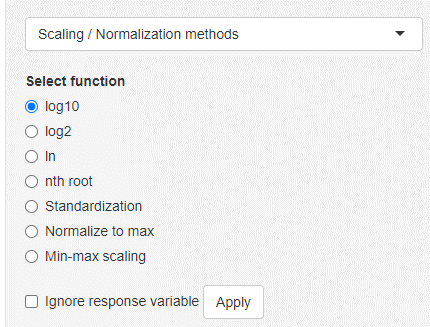 Scaling / Normalization methods
Select function
log10
log2
ln
nth root
Standardization
Normalize to max
Min-max scaling
Ignore response variable Apply